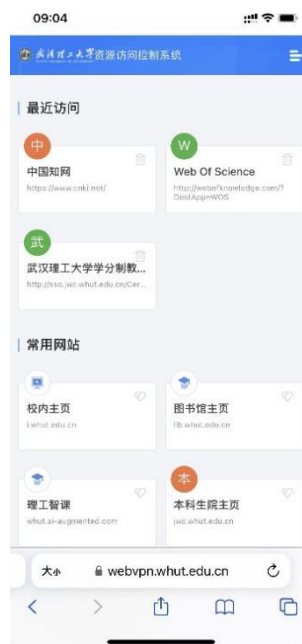 09:04
武汉理工大学资源访问控制系统
最近访问
中
中国知网
https://www.cnki.net/
W
Web Of Science
http://webofknowledge.com/?
DestApp=WOS
武
武汉理工大学学分制教...
http://sso.jwc.whut.edu.cn/Cer...
常用网站
校内主页
i.whut.edu.cn
图书馆主页
lib.whut.edu.cn
理工智课
whut.ai-augmented.com
本
本科生院主页
jwc.whut.edu.cn
大小
webvpn.whut.edu.cn